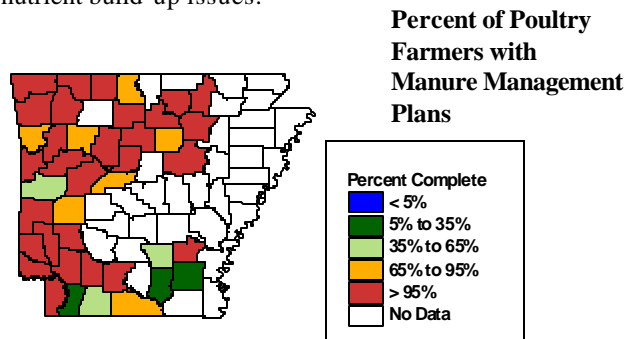 nutrient build-up issues?
Percent of Poultry
Farmers with
Manure Management
Plans
Percent Complete
< 5%
5% to 35%
35% to 65%
65% to 95%
> 95%
No Data